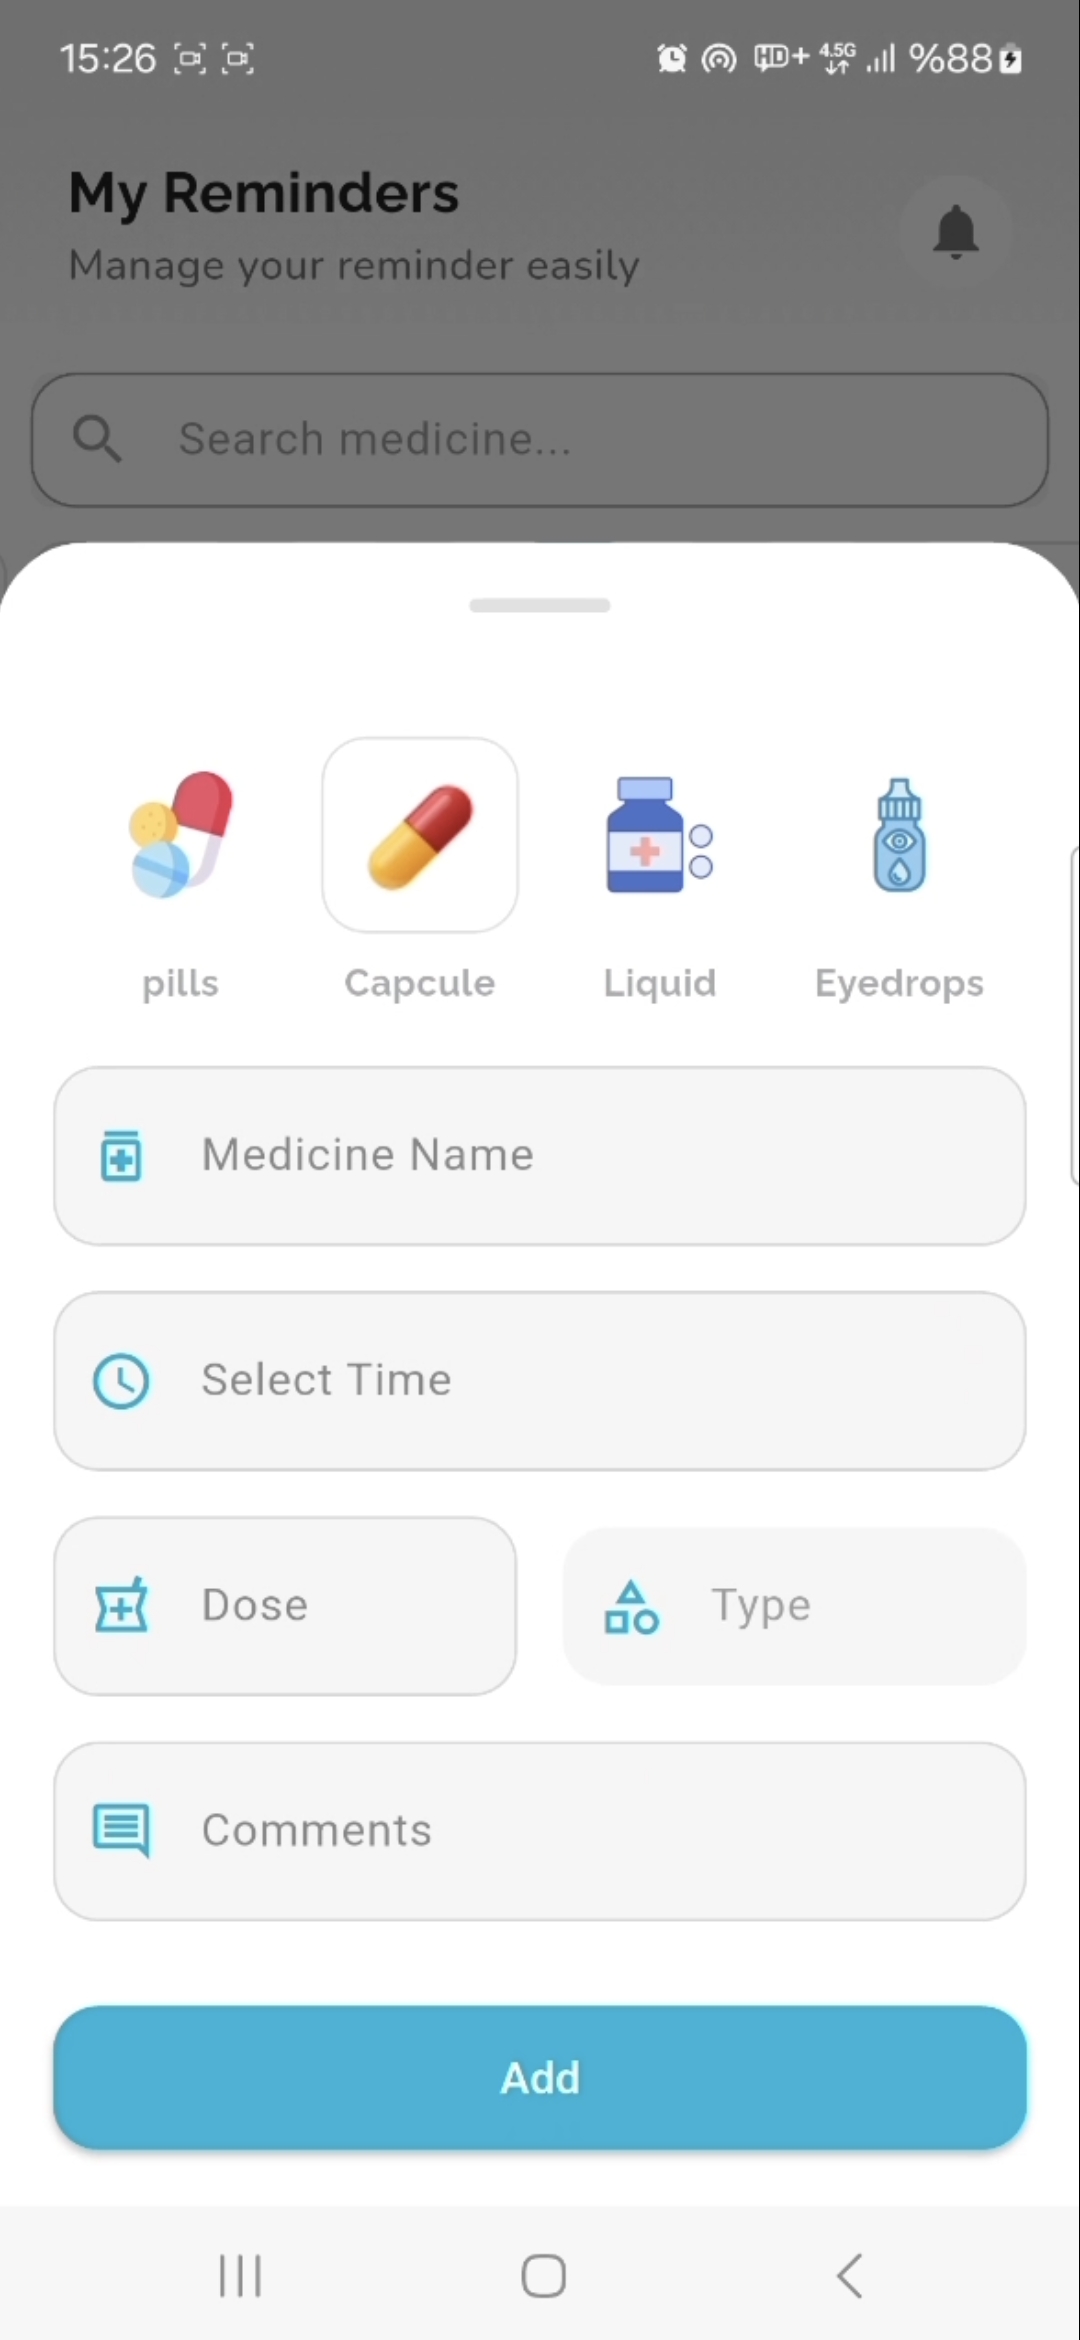 15:26 HD+ 4.5G %88
My Reminders
Manage your reminder easily
Search medicine...
pills Capcule Liquid Eyedrops
Medicine Name
Select Time
Dose Type
Comments
Add